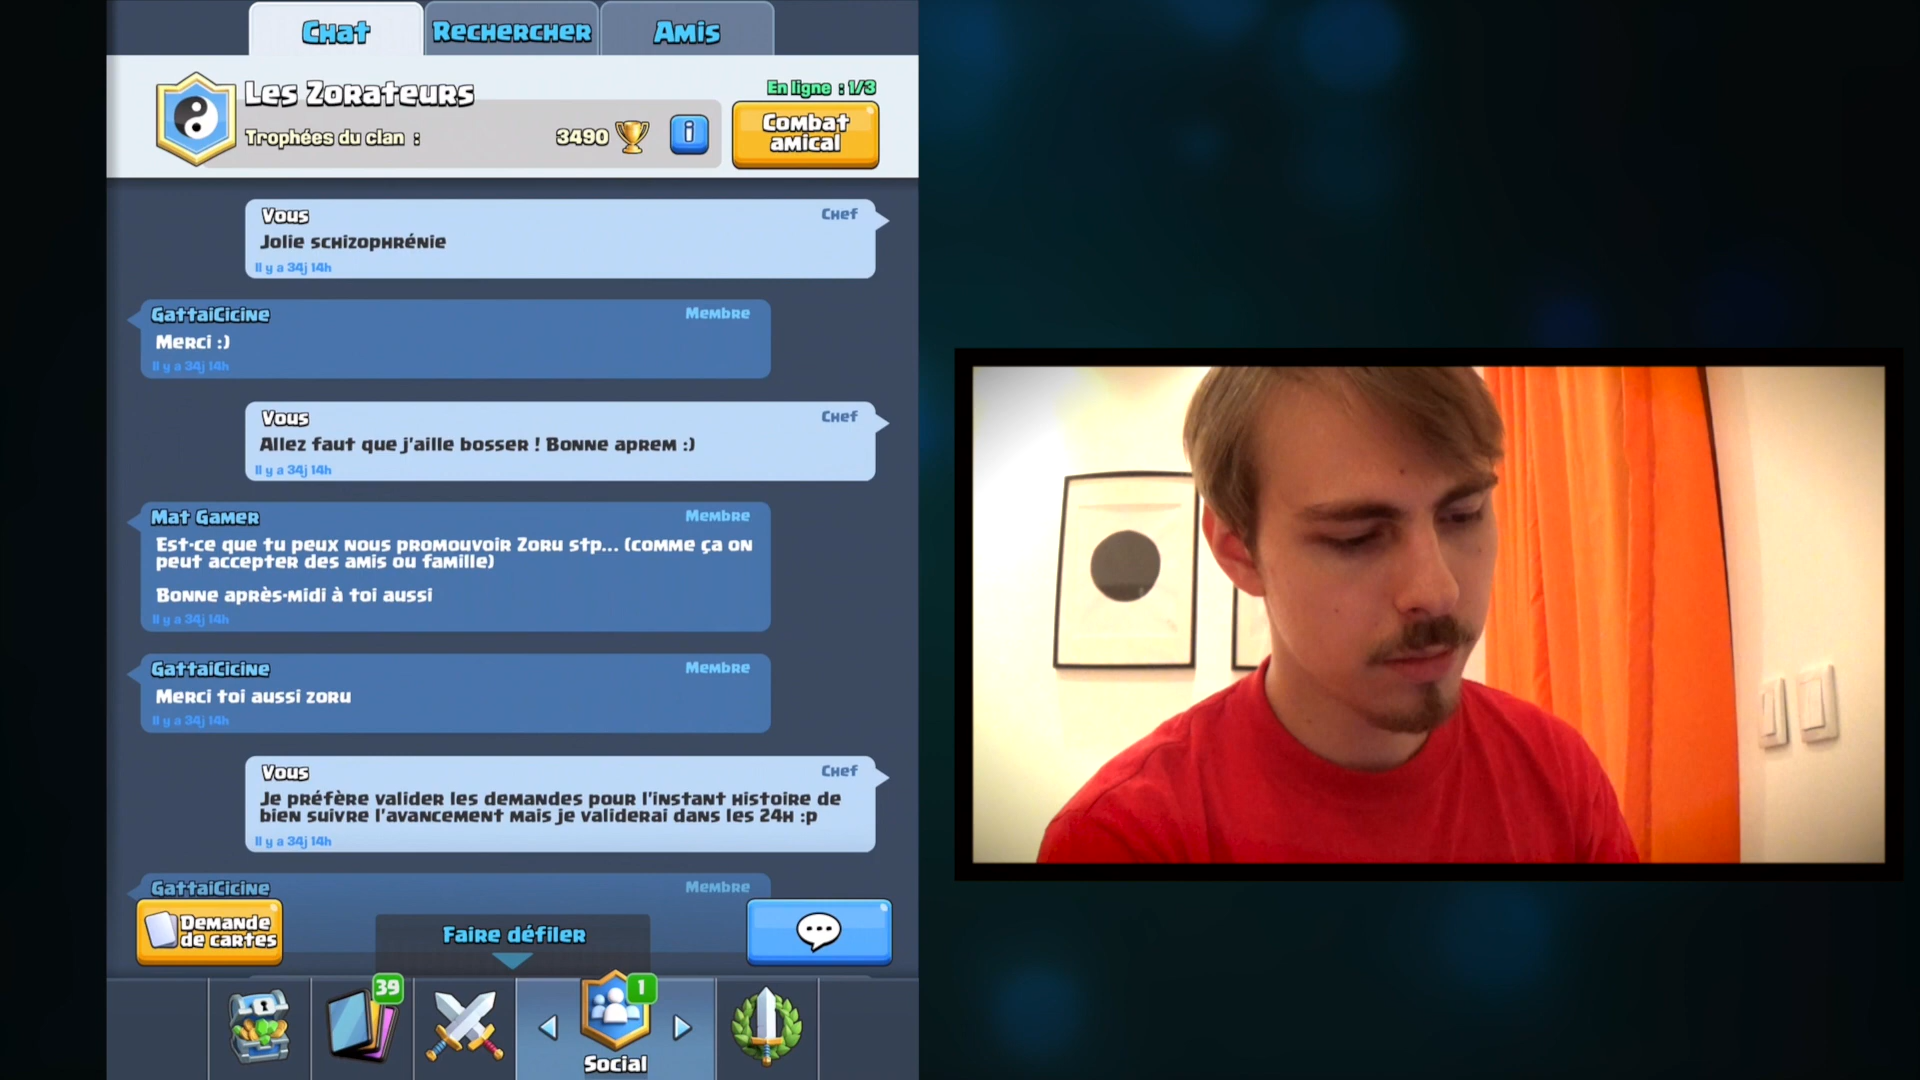 Chat
Rechercher
Amis
Les Zorateurs
Trophées du clan :
3490
i
En ligne : 1/3
Combat
amical
Vous
Chef
Jolie schizophrénie
Il y a 34j 14h
GattaiCicine
Membre
Merci :)
Il y a 34j 14h
Vous
Chef
Allez faut que j'aille bosser ! Bonne aprem :)
Il y a 34j 14h
Mat Gamer
Membre
Est-ce que tu peux nous promouvoir Zoru stp... (comme ça on
peut accepter des amis ou famille)
Bonne après-midi à toi aussi
Il y a 34j 14h
GattaiCicine
Membre
Merci toi aussi zoru
Il y a 34j 14h
Vous
Chef
Je préfère valider les demandes pour l'instant histoire de
bien suivre l'avancement mais je validerai dans les 24h :p
Il y a 34j 14h
GattaiCicine
Membre
Demande
de cartes
Faire défiler
39
1
Social